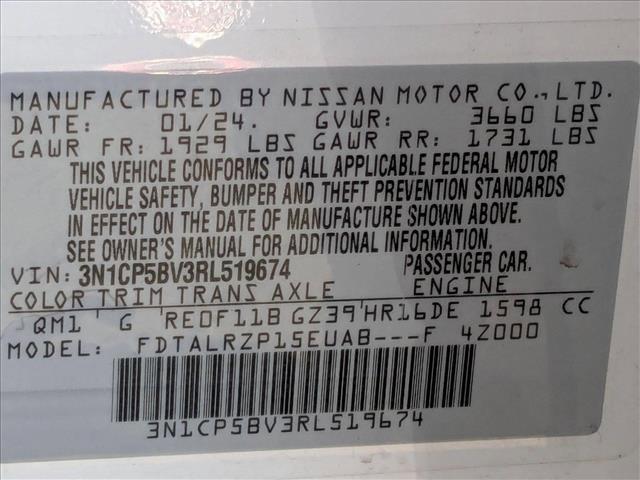 MANUFACTURED BY NISSAN MOTOR CO., LTD.
DATE: 01/24. GVWR: 3660 LBS
GAWR FR: 1929 LBS GAWR RR: 1731 LBS
THIS VEHICLE CONFORMS TO ALL APPLICABLE FEDERAL MOTOR
VEHICLE SAFETY, BUMPER AND THEFT PREVENTION STANDARDS
IN EFFECT ON THE DATE OF MANUFACTURE SHOWN ABOVE.
SEE OWNER'S MANUAL FOR ADDITIONAL INFORMATION.
VIN: 3N1CP5BV3RL519674 PASSENGER CAR.
COLOR TRIM TRANS AXLE ENGINE
QM1 G RE0F11B GZ39 HR16DE 1598 CC
MODEL: FDTALRZP15EUAB---F 4Z000
3N1CP5BV3RL519674